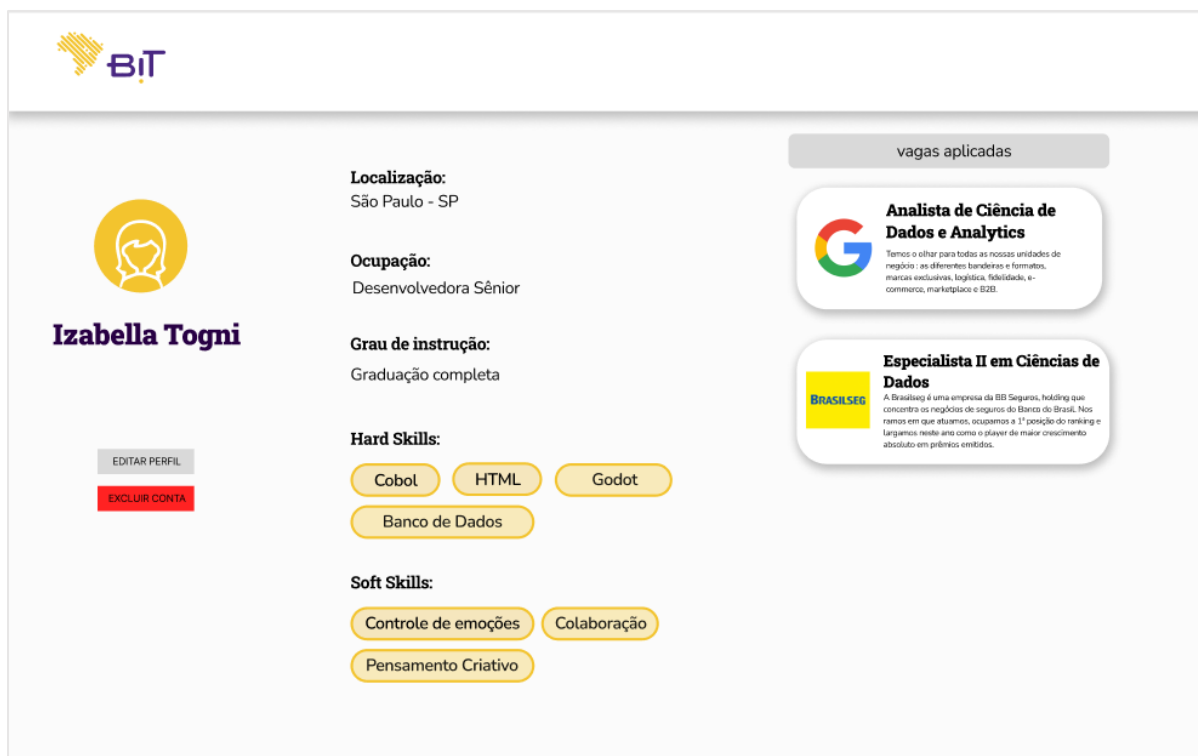 BiT
Izabella Togni
EDITAR PERFIL
EXCLUIR CONTA
Localização:
São Paulo - SP
Ocupação:
Desenvolvedora Sênior
Grau de instrução:
Graduação completa
Hard Skills:
Cobol HTML Godot
Banco de Dados
Soft Skills:
Controle de emoções Colaboração
Pensamento Criativo
vagas aplicadas
Analista de Ciência de
Dados e Analytics
Temos o olhar para todas as nossas unidades de
negócio : as diferentes bandeiras e formatos,
marcas exclusivas, logística, fidelidade, e-
commerce, marketplace e B2B.
BRASILSEG
Especialista II em Ciências de
Dados
A Brasilseg é uma empresa da BB Seguros, holding que
concentra os negócios de seguros do Banco do Brasil. Nos
ramos em que atuamos, ocupamos a 1ª posição do ranking e
largamos neste ano como o player de maior crescimento
absoluto em prêmios emitidos.